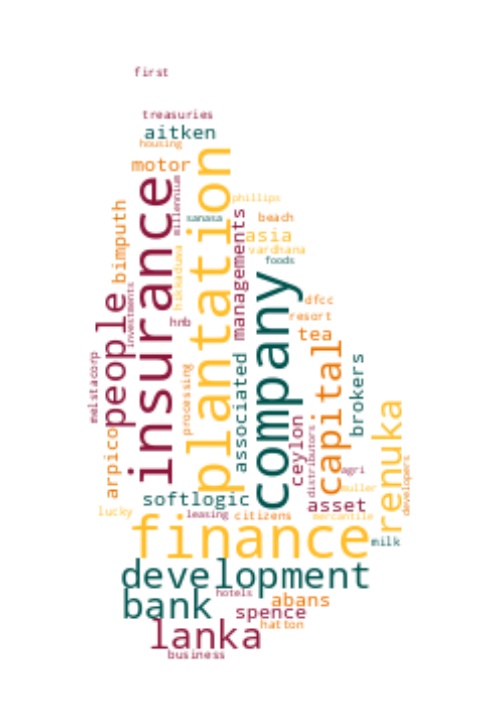 first
treasuries
aitken
housing
motor
insurance
plantation
millennium
phillips
sanasa
beach
bimputh
managements
asia
vardhana
hikkaduwa
foods
company
investments
people
dfcc
resort
hnb
tea
capital
melstacorp
associated
brokers
processing
renuka
ceylon
distributors
arpico
agri
developers
muller
softlogic
asset
lucky
leasing
citizens
mercantile
finance
milk
development
bank
hotels
abans
spence
hatton
lanka
business